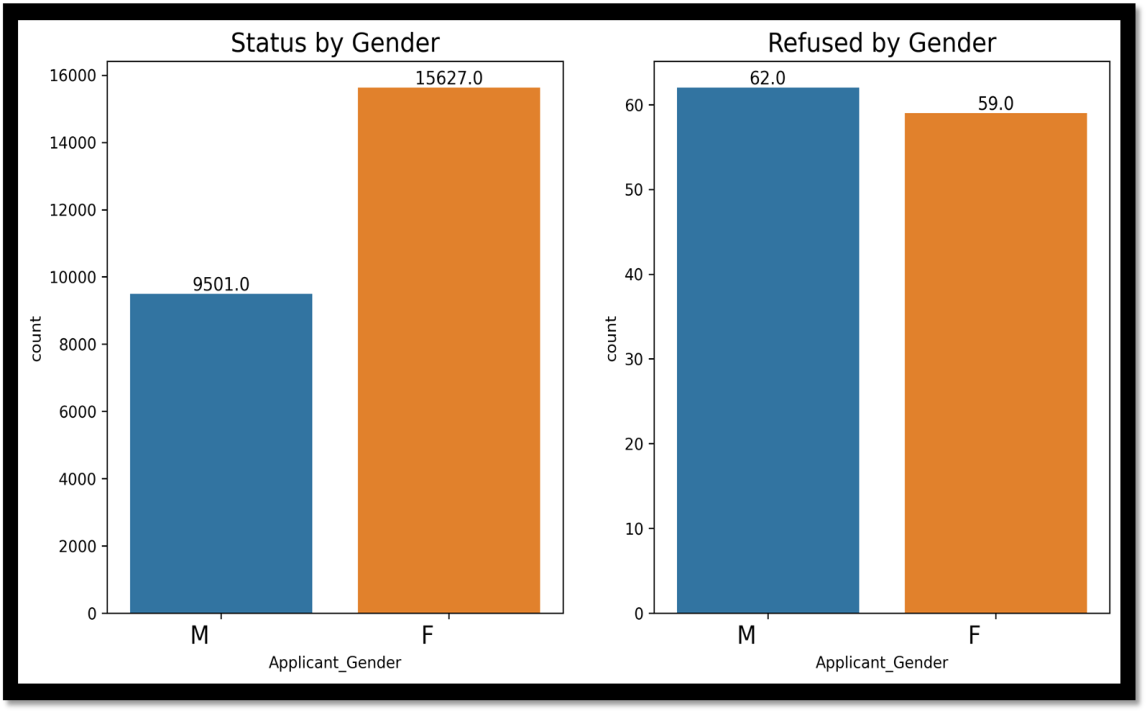 Status by Gender
16000
14000
12000
10000
8000
6000
4000
2000
0
count
9501.0
15627.0
M
F
Applicant_Gender
Refused by Gender
60
50
40
30
20
10
0
count
62.0
59.0
M
F
Applicant_Gender